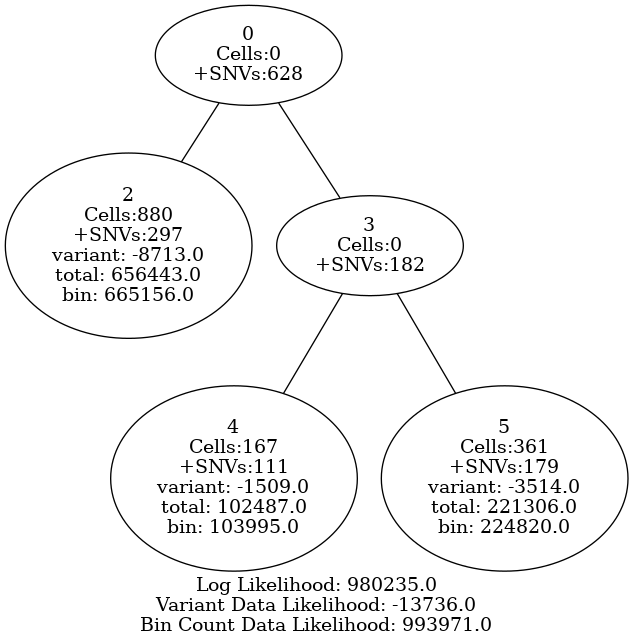 0
Cells:0
+SNVs:628
2
Cells:880
+SNVs:297
variant: -8713.0
total: 656443.0
bin: 665156.0
3
Cells:0
+SNVs:182
4
Cells:167
+SNVs:111
variant: -1509.0
total: 102487.0
bin: 103995.0
5
Cells:361
+SNVs:179
variant: -3514.0
total: 221306.0
bin: 224820.0
Log Likelihood: 980235.0
Variant Data Likelihood: -13736.0
Bin Count Data Likelihood: 993971.0